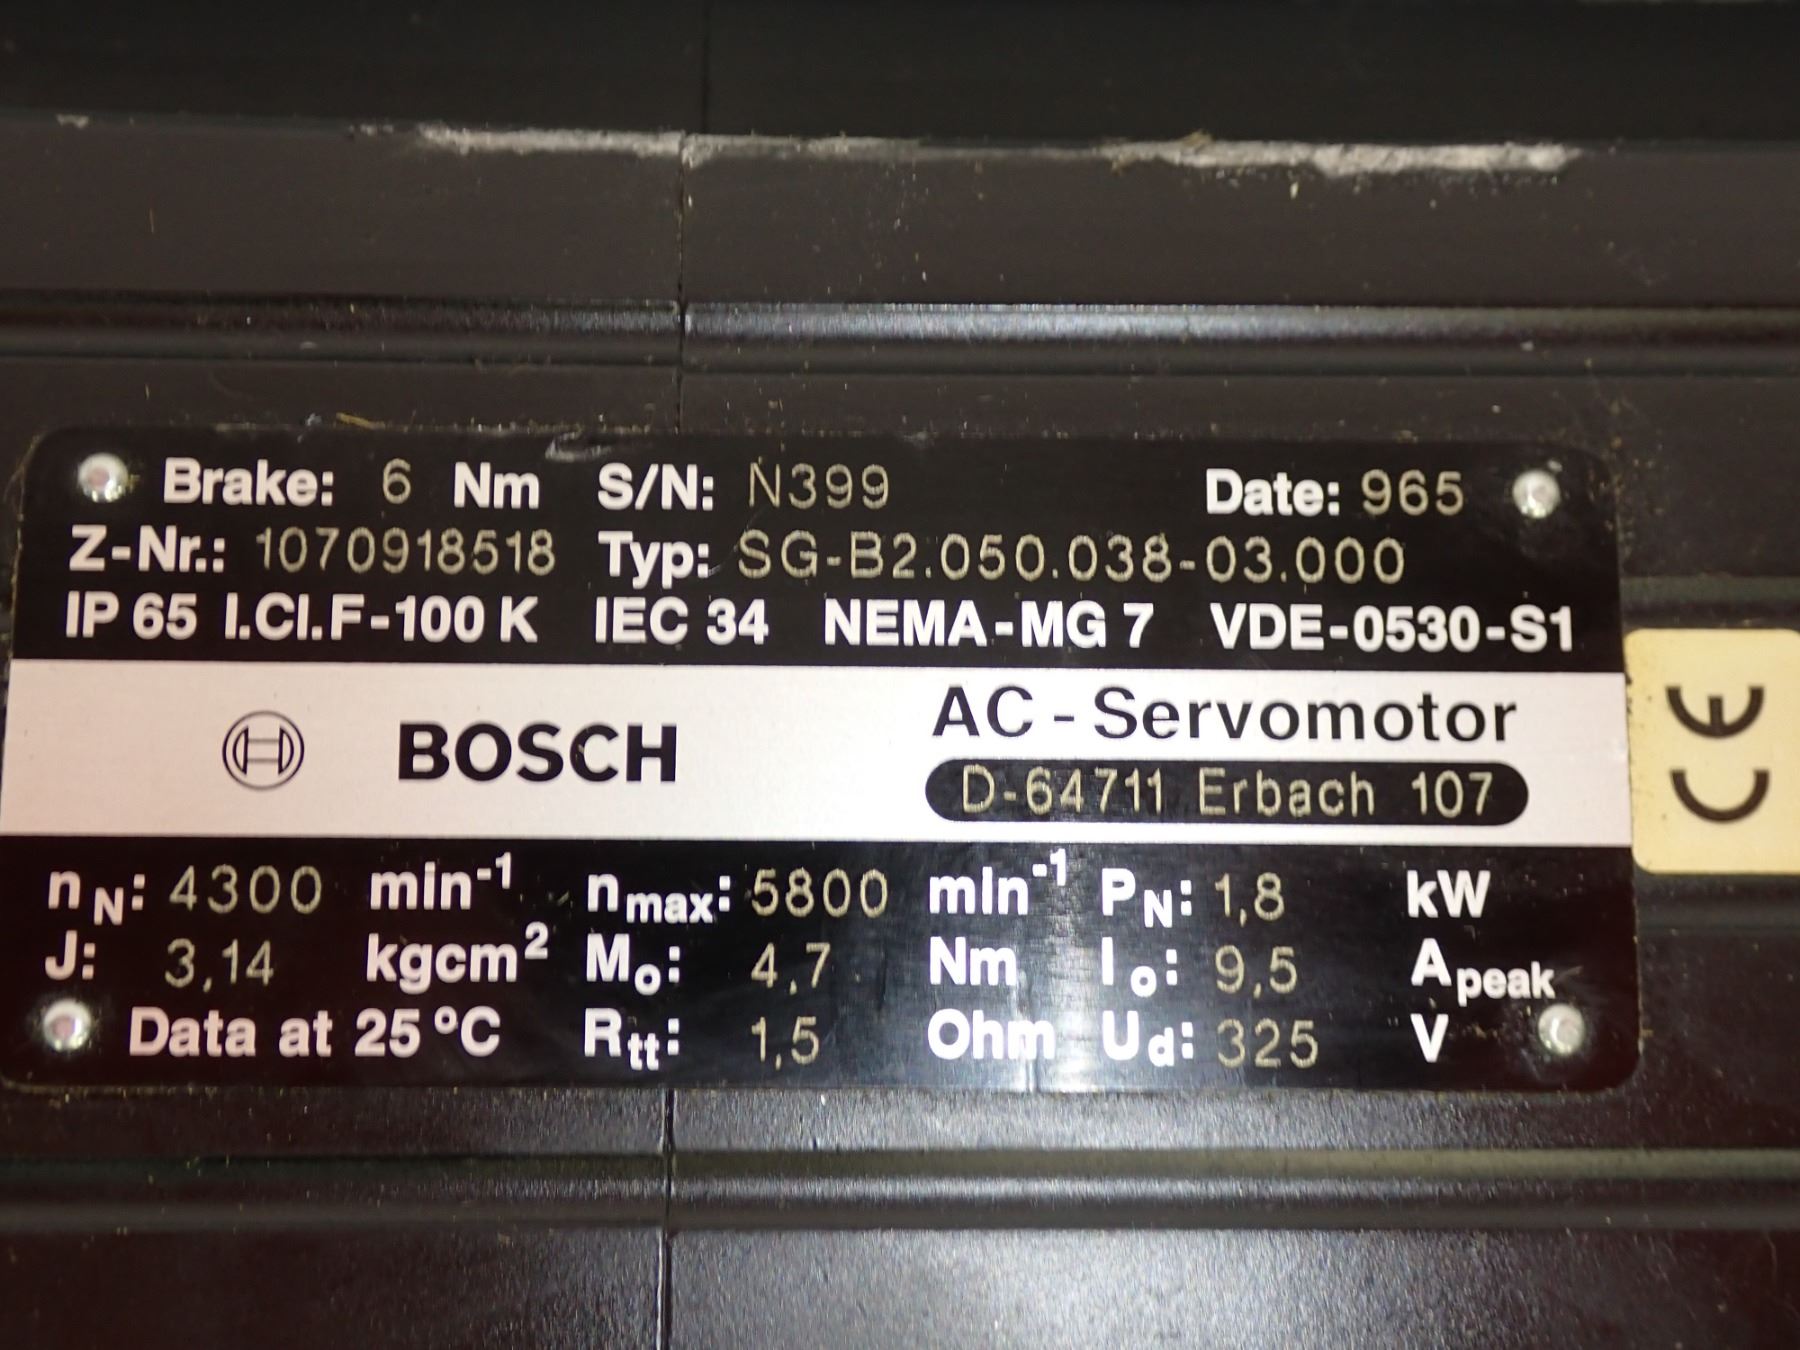 Brake: 6 Nm S/N: N399 Date: 965
Z-Nr.: 1070918518 Typ: SG-B2.050.038-03.000
IP 65 I.Cl.F-100 K IEC 34 NEMA-MG 7 VDE-0530-S1
BOSCH AC - Servomotor
D-64711 Erbach 107
CE
nN: 4300 min-1 nmax: 5800 min-1 PN: 1,8 kW
J: 3,14 kgcm² Mo: 4,7 Nm Io: 9,5 Apeak
Data at 25 °C Rtt: 1,5 Ohm Ud: 325 V